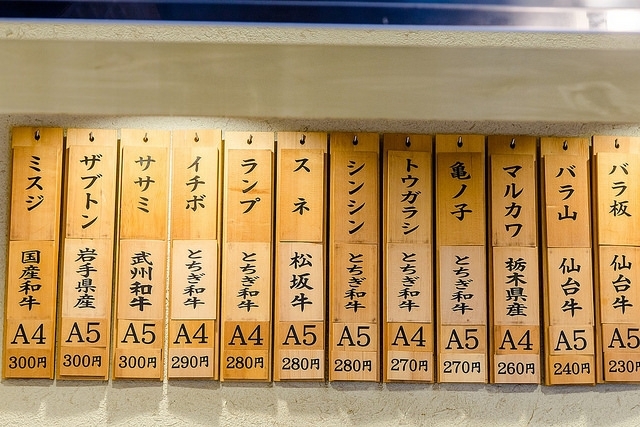 ミスジ
国産和牛
A4
300円
ザブトン
岩手県産
A5
300円
ササミ
武州和牛
A5
300円
イチボ
とちぎ和牛
A4
290円
ランプ
とちぎ和牛
A4
280円
スネ
松坂牛
A5
280円
シンシン
とちぎ和牛
A5
280円
トウガラシ
とちぎ和牛
A4
270円
亀ノ子
とちぎ和牛
A5
270円
マルカワ
栃木県産
A4
260円
バラ山
仙台牛
A5
240円
バラ板
仙台牛
A5
230円